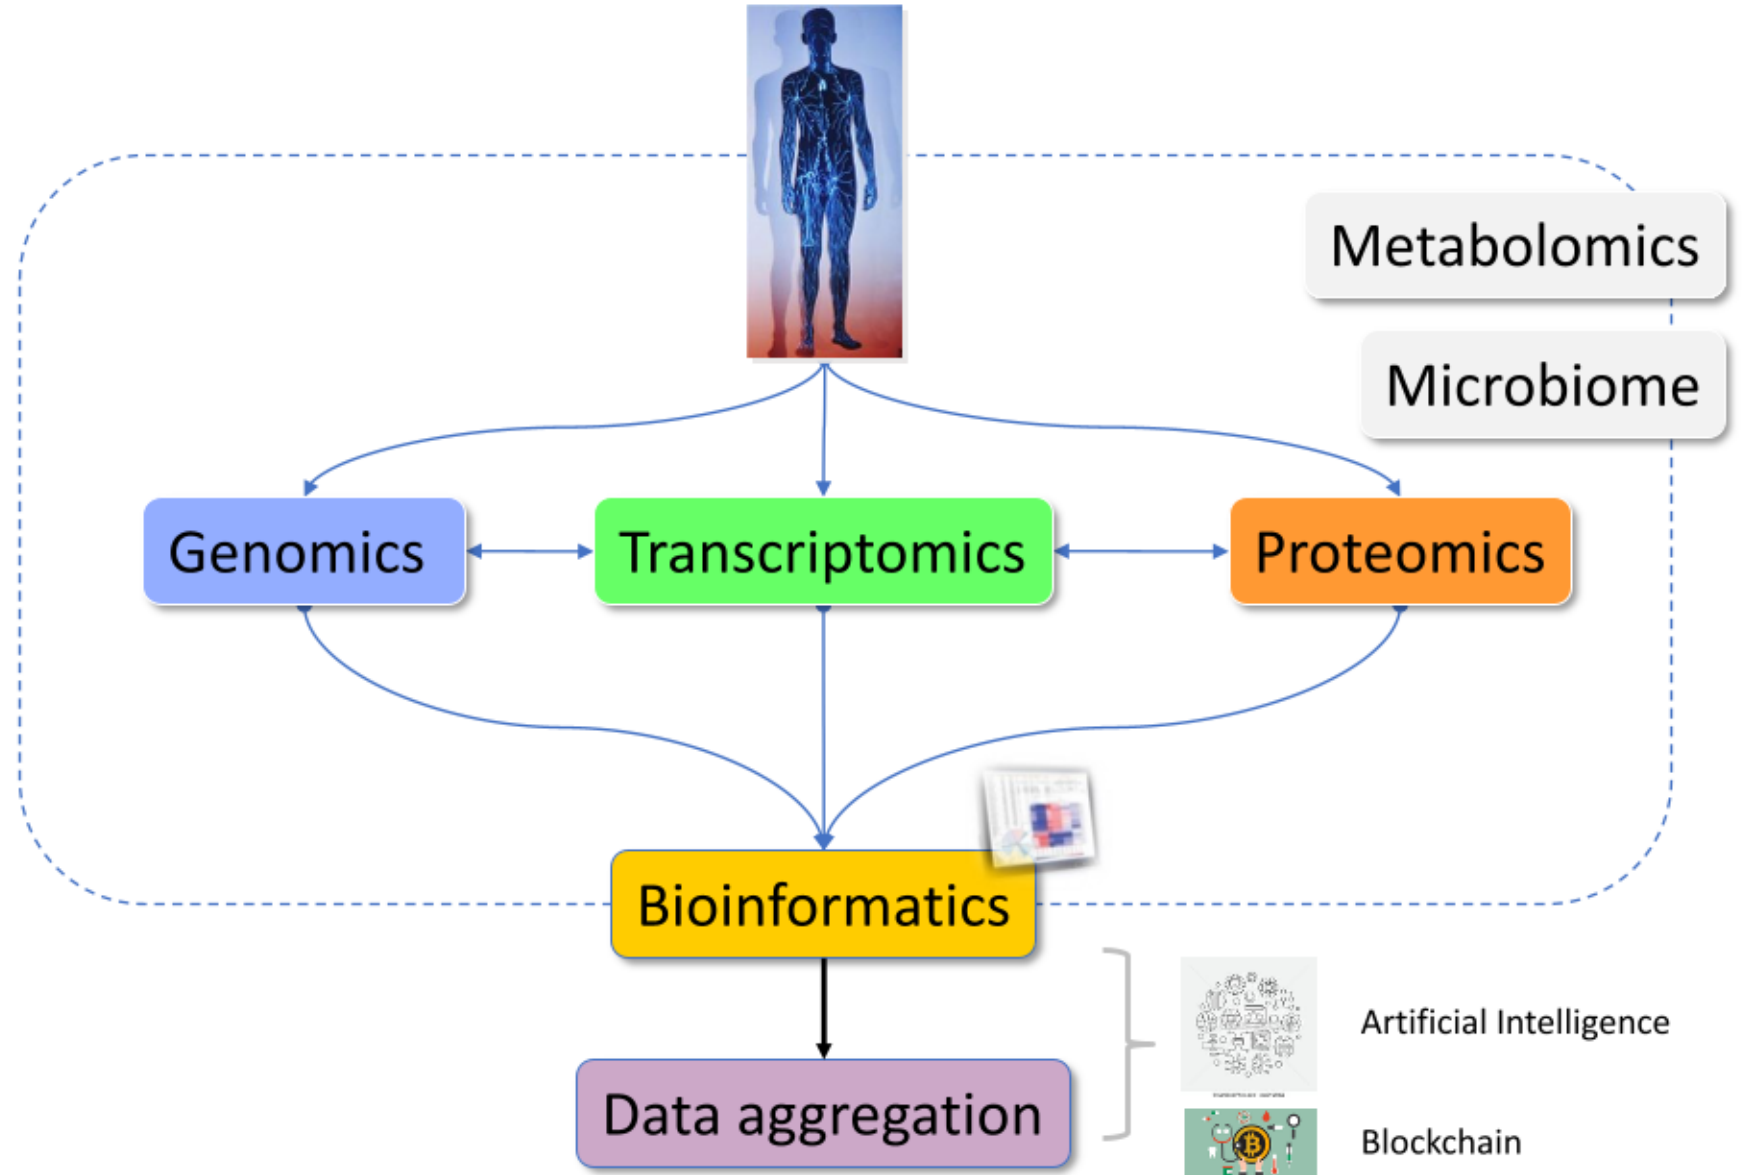 Metabolomics
Microbiome
Genomics
Transcriptomics
Proteomics
Bioinformatics
Data aggregation
Artificial Intelligence
Blockchain